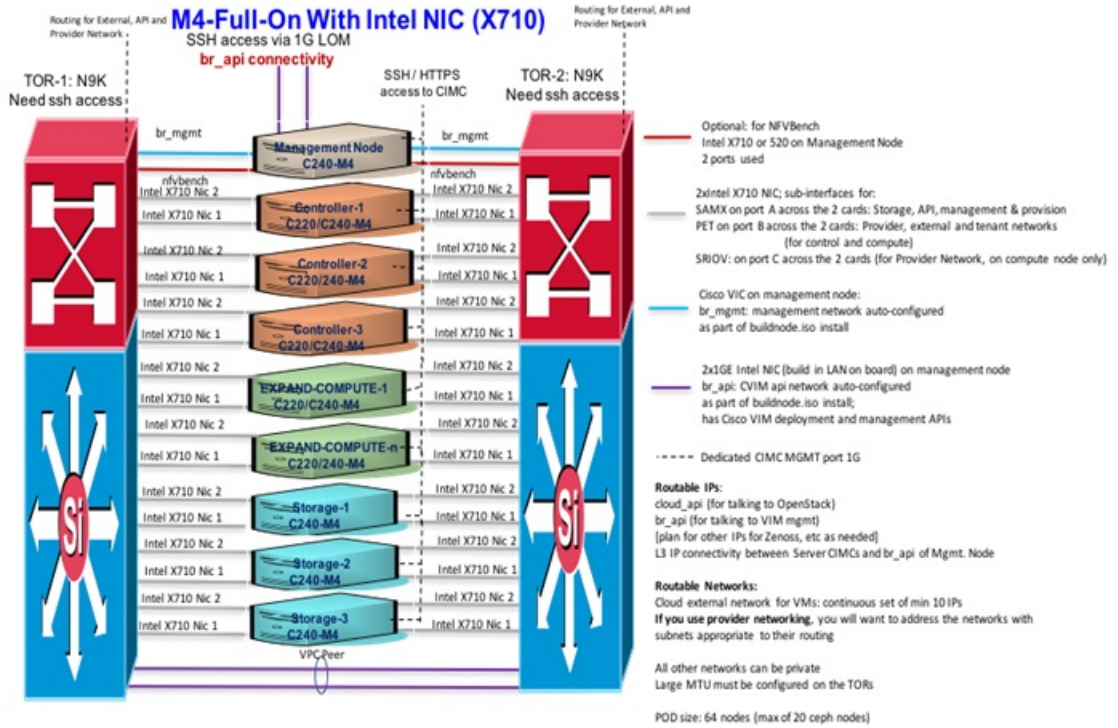 Routing for External, API and
Provider Network
M4-Full-On With Intel NIC (X710)
Routing for External, API and
Provider Network
SSH access via 1G LOM
br_api connectivity
TOR-1: N9K
Need ssh access
SSH / HTTPS
access to CIMC
TOR-2: N9K
Need ssh access
br_mgmt
br_mgmt
Management Node
C240-M4
nfvbench
nfvbench
Intel X710 Nic 2
Intel X710 Nic 2
Controller-1
C220/C240-M4
Intel X710 Nic 1
Intel X710 Nic 1
Intel X710 Nic 2
Intel X710 Nic 2
Controller-2
C220/C240-M4
Intel X710 Nic 1
Intel X710 Nic 1
Intel X710 Nic 2
Intel X710 Nic 2
Controller-3
C220/C240-M4
Intel X710 Nic 1
Intel X710 Nic 1
Intel X710 Nic 2
Intel X710 Nic 2
EXPAND-COMPUTE-1
C220/C240-M4
Intel X710 Nic 1
Intel X710 Nic 1
Intel X710 Nic 2
Intel X710 Nic 2
EXPAND-COMPUTE-n
C220/240-M4
Intel X710 Nic 1
Intel X710 Nic 1
Intel X710 Nic 2
Intel X710 Nic 2
Storage-1
C240-M4
Intel X710 Nic 1
Intel X710 Nic 1
Intel X710 Nic 2
Intel X710 Nic 2
Storage-2
C240-M4
Intel X710 Nic 1
Intel X710 Nic 1
Intel X710 Nic 2
Intel X710 Nic 2
Storage-3
C240-M4
Intel X710 Nic 1
Intel X710 Nic 1
VPC Peer
Si
Si
Optional: for NFVBench
Intel X710 or 520 on Management Node
2 ports used
2xIntel X710 NIC; sub-interfaces for:
SAMX on port A across the 2 cards: Storage, API, management & provision
PET on port B across the 2 cards: Provider, external and tenant networks
(for control and compute)
SRIOV: on port C across the 2 cards (for Provider Network, on compute node only)
Cisco VIC on management node:
br_mgmt: management network auto-configured
as part of buildnode.iso install
2x1GE Intel NIC (build in LAN on board) on management node
br_api: CVIM api network auto-configured
as part of buildnode.iso install;
has Cisco VIM deployment and management APIs
Dedicated CIMC MGMT port 1G
Routable IPs:
cloud_api (for talking to OpenStack)
br_api (for talking to VIM mgmt)
[plan for other IPs for Zenoss, etc as needed]
L3 IP connectivity between Server CIMCs and br_api of Mgmt. Node
Routable Networks:
Cloud external network for VMs: continuous set of min 10 IPs
If you use provider networking, you will want to address the networks with
subnets appropriate to their routing
All other networks can be private
Large MTU must be configured on the TORs
POD size: 64 nodes (max of 20 ceph nodes)